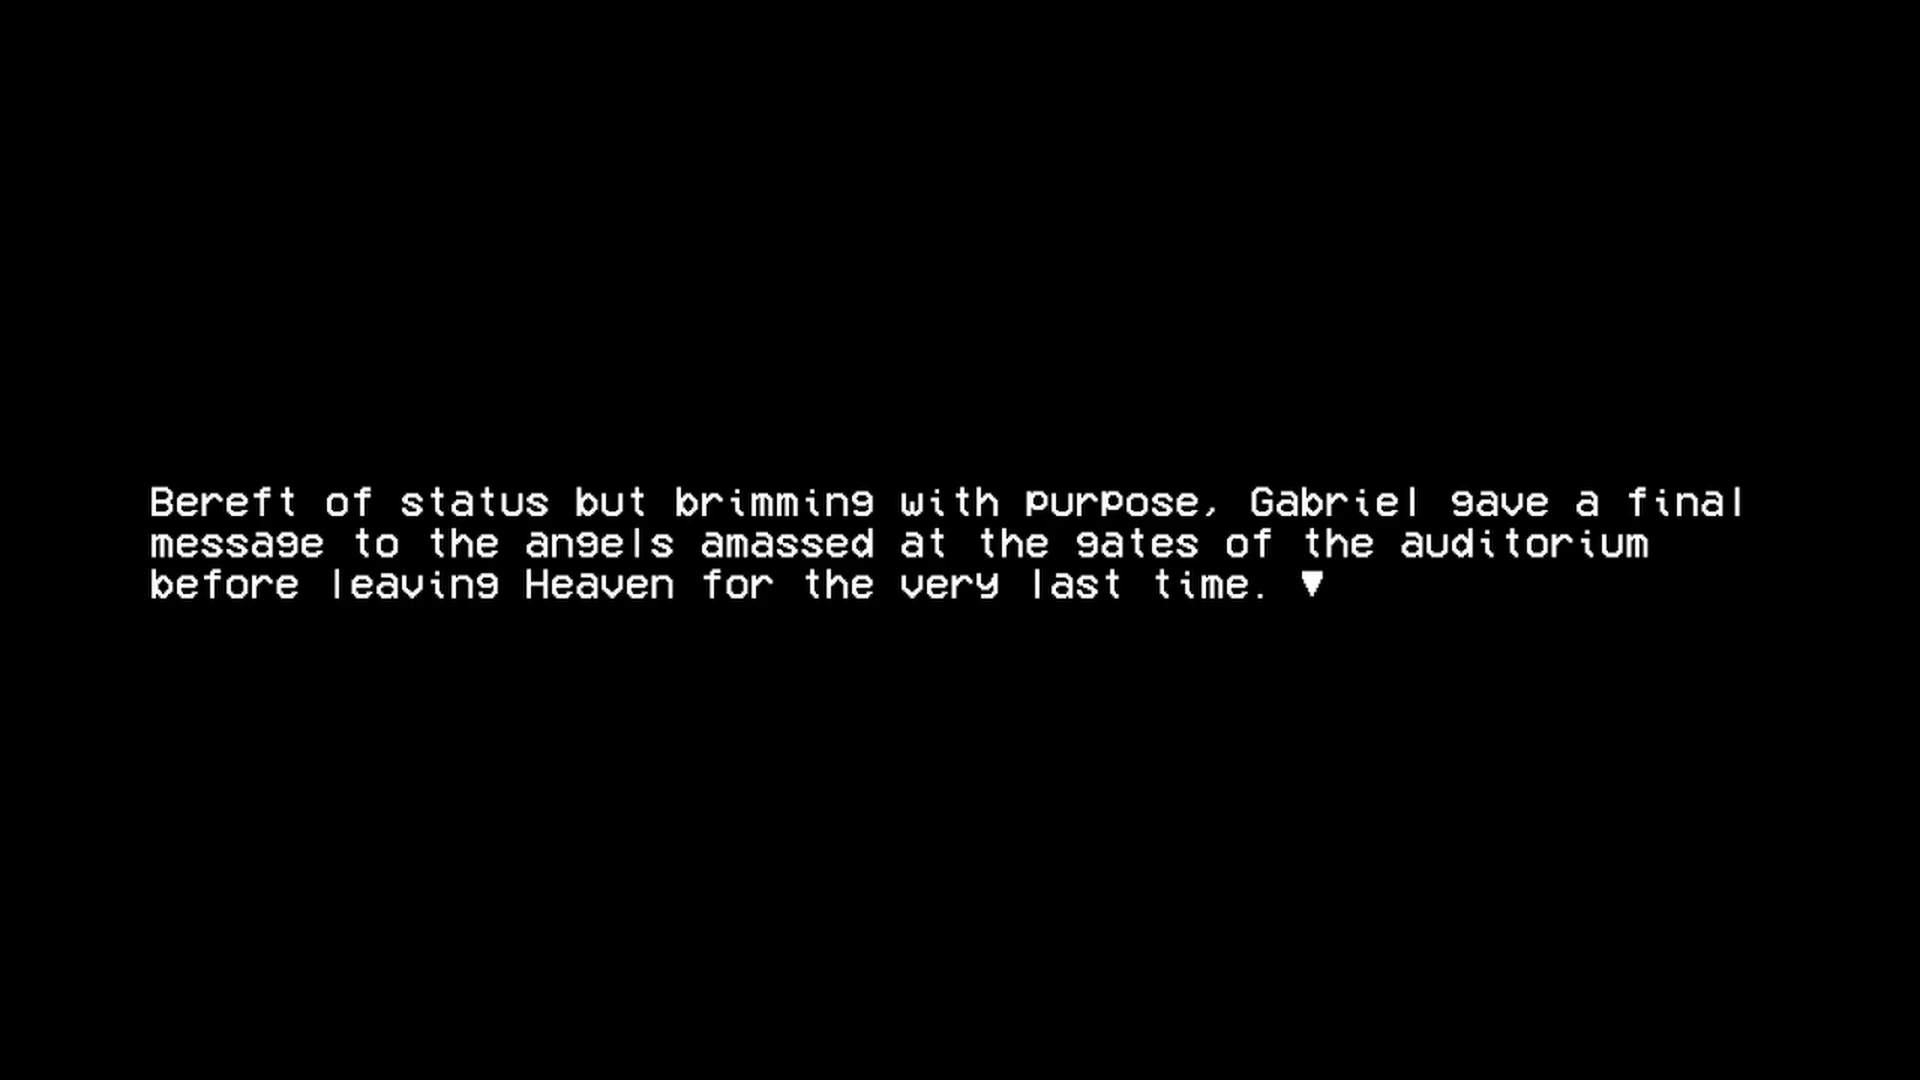 Bereft of status but brimming with purpose, Gabriel gave a final
message to the angels amassed at the gates of the auditorium
before leaving Heaven for the very last time. ▼